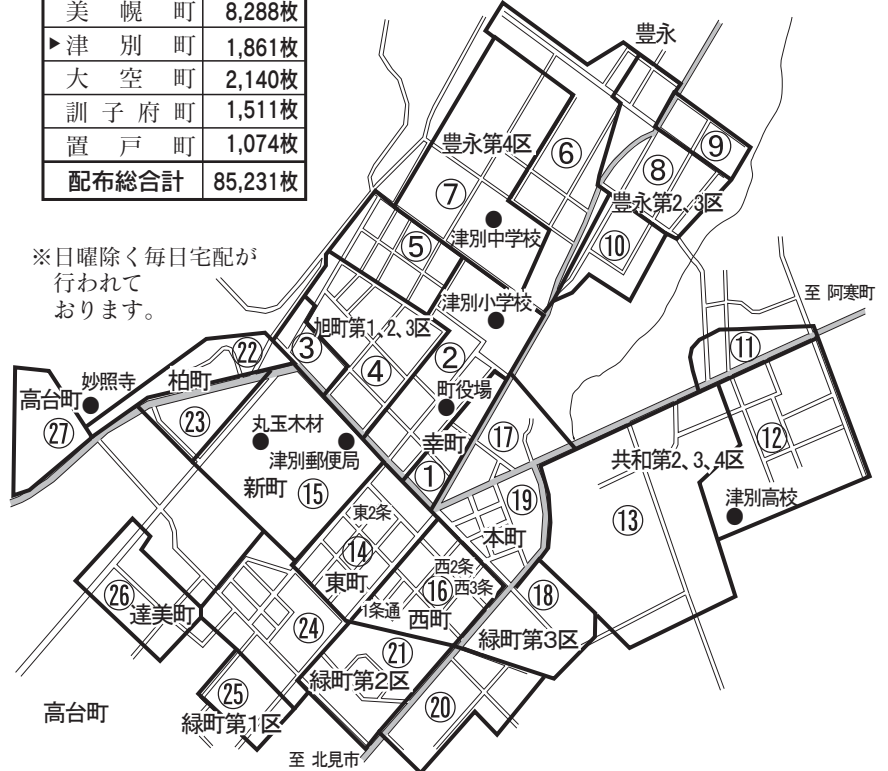 美幌町 8,288枚
▶津別町 1,861枚
大空町 2,140枚
訓子府町 1,511枚
置戸町 1,074枚
配布総合計 85,231枚
※日曜除く毎日宅配が
行われて
おります。
豊永
豊永第4区
⑥
⑨
⑧
⑦
豊永第2、3区
津別中学校
⑤
⑩
津別小学校
至 阿寒町
旭町第1、2、3区
③
㉒
④
②
⑪
妙照寺
柏町
高台町
町役場
㉗
㉓
丸玉木材
幸町
⑰
⑫
津別郵便局
共和第2、3、4区
①
新町
⑮
⑲
津別高校
東2条
⑬
本町
⑭
西2条
東町
⑯
西3条
㉖
⑱
達美町
1条通
西町
㉔
緑町第3区
㉑
緑町第2区
㉕
⑳
高台町
緑町第1区
至 北見市